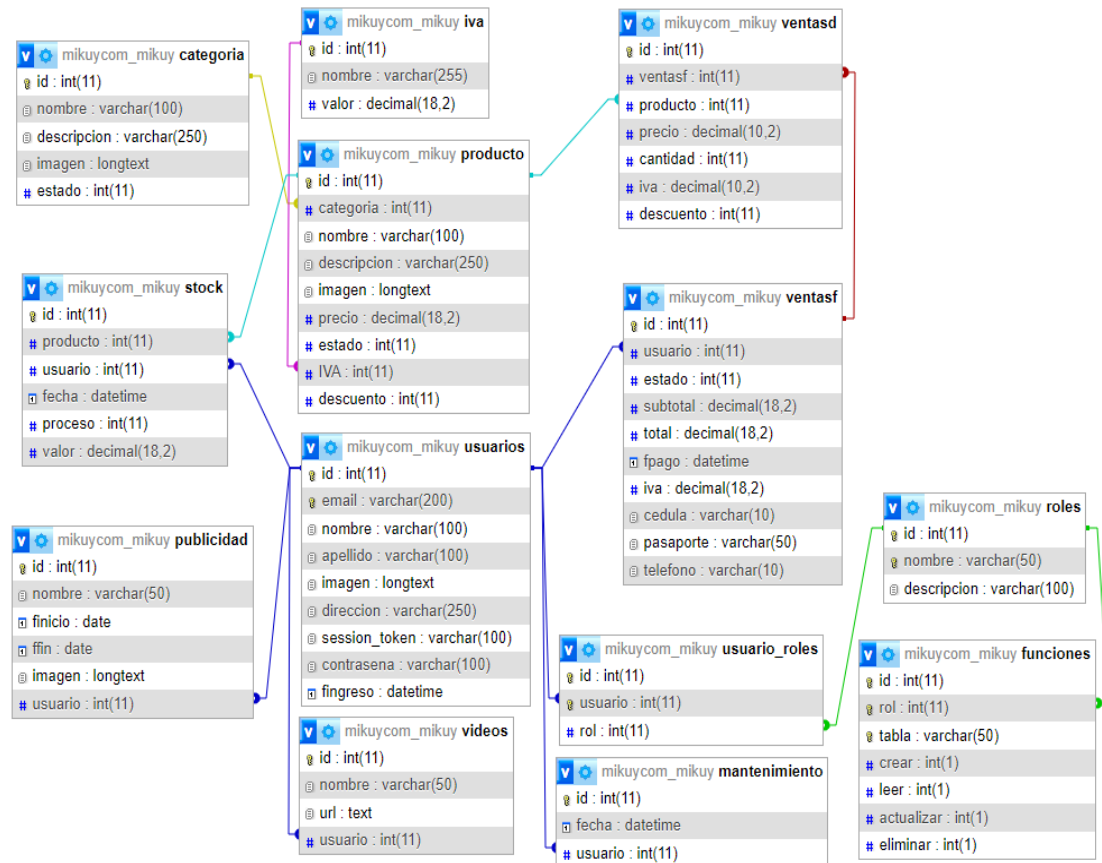 mikuycom_mikuy categoria
id : int(11)
nombre : varchar(100)
descripcion : varchar(250)
imagen : longtext
# estado : int(11)
mikuycom_mikuy iva
id : int(11)
nombre : varchar(255)
# valor : decimal(18,2)
mikuycom_mikuy ventasd
id : int(11)
# ventasf : int(11)
# producto : int(11)
# precio : decimal(10,2)
# cantidad : int(11)
# iva : decimal(10,2)
# descuento : int(11)
mikuycom_mikuy producto
id : int(11)
# categoria : int(11)
nombre : varchar(100)
descripcion : varchar(250)
imagen : longtext
# precio : decimal(18,2)
# estado : int(11)
# IVA : int(11)
# descuento : int(11)
mikuycom_mikuy stock
id : int(11)
# producto : int(11)
# usuario : int(11)
fecha : datetime
# proceso : int(11)
# valor : decimal(18,2)
mikuycom_mikuy ventasf
id : int(11)
# usuario : int(11)
# estado : int(11)
# subtotal : decimal(18,2)
# total : decimal(18,2)
fpago : datetime
# iva : decimal(18,2)
cedula : varchar(10)
pasaporte : varchar(50)
telefono : varchar(10)
mikuycom_mikuy usuarios
id : int(11)
email : varchar(200)
nombre : varchar(100)
apellido : varchar(100)
imagen : longtext
direccion : varchar(250)
session_token : varchar(100)
contrasena : varchar(100)
fingreso : datetime
mikuycom_mikuy publicidad
id : int(11)
nombre : varchar(50)
finicio : date
ffin : date
imagen : longtext
# usuario : int(11)
mikuycom_mikuy roles
id : int(11)
nombre : varchar(50)
descripcion : varchar(100)
mikuycom_mikuy usuario_roles
id : int(11)
usuario : int(11)
# rol : int(11)
mikuycom_mikuy funciones
id : int(11)
rol : int(11)
tabla : varchar(50)
# crear : int(1)
# leer : int(1)
# actualizar : int(1)
# eliminar : int(1)
mikuycom_mikuy videos
id : int(11)
nombre : varchar(50)
url : text
# usuario : int(11)
mikuycom_mikuy mantenimiento
id : int(11)
fecha : datetime
# usuario : int(11)